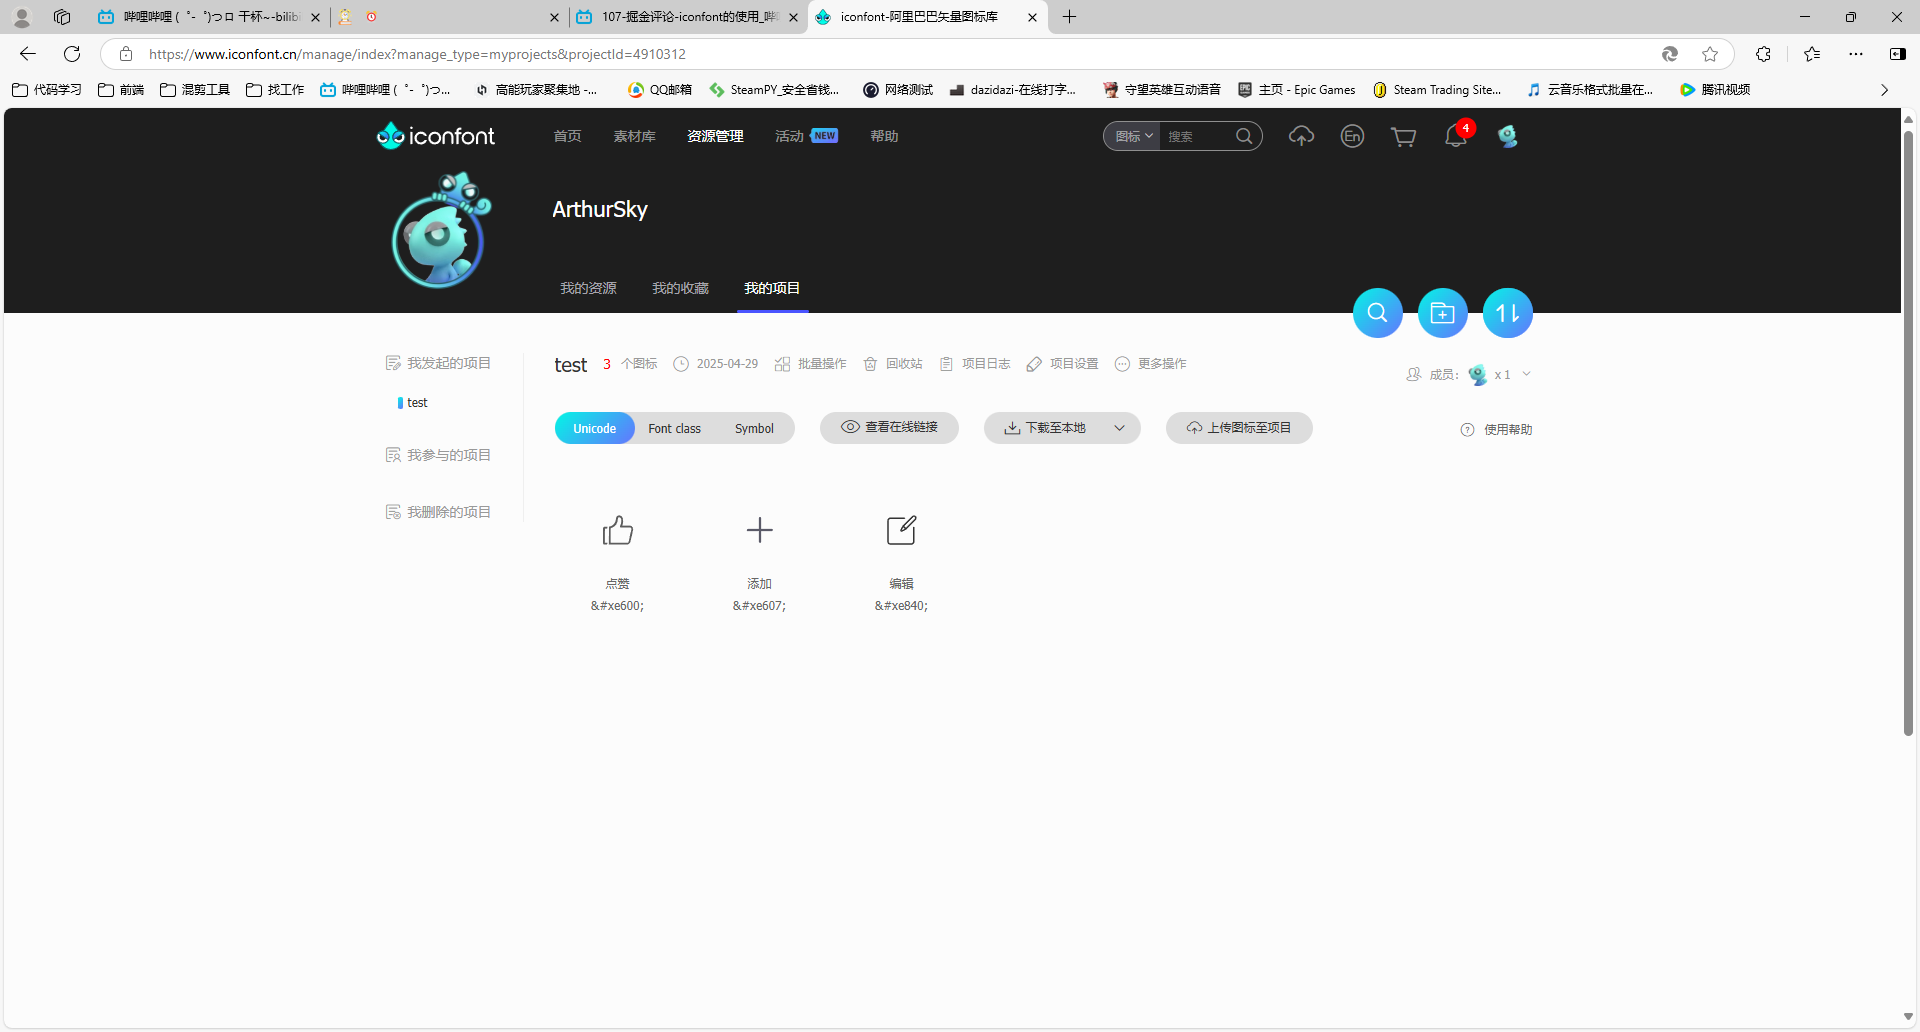 哔哩哔哩 (゜-゜)つロ 干杯~-bilibi
107-掘金评论-iconfont的使用_哔
iconfont-阿里巴巴矢量图标库
https://www.iconfont.cn/manage/index?manage_type=myprojects&projectId=4910312
代码学习 前端 混剪工具 找工作 哔哩哔哩 (゜-゜)つ... 高能玩家聚集地 -... QQ邮箱 SteamPY_安全省钱... 网络测试 dazidazi-在线打字... 守望英雄互动语音 主页 - Epic Games Steam Trading Site... 云音乐格式批量在... 腾讯视频
iconfont 首页 素材库 资源管理 活动 NEW 帮助 图标 搜索 En 4
ArthurSky
我的资源 我的收藏 我的项目
我发起的项目
test
我参与的项目
我删除的项目
test 3 个图标 2025-04-29 批量操作 回收站 项目日志 项目设置 更多操作
成员: x 1
Unicode Font class Symbol 查看在线链接 下载至本地 上传图标至项目 使用帮助
点赞 添加 编辑
&#xe600; &#xe607; &#xe840;